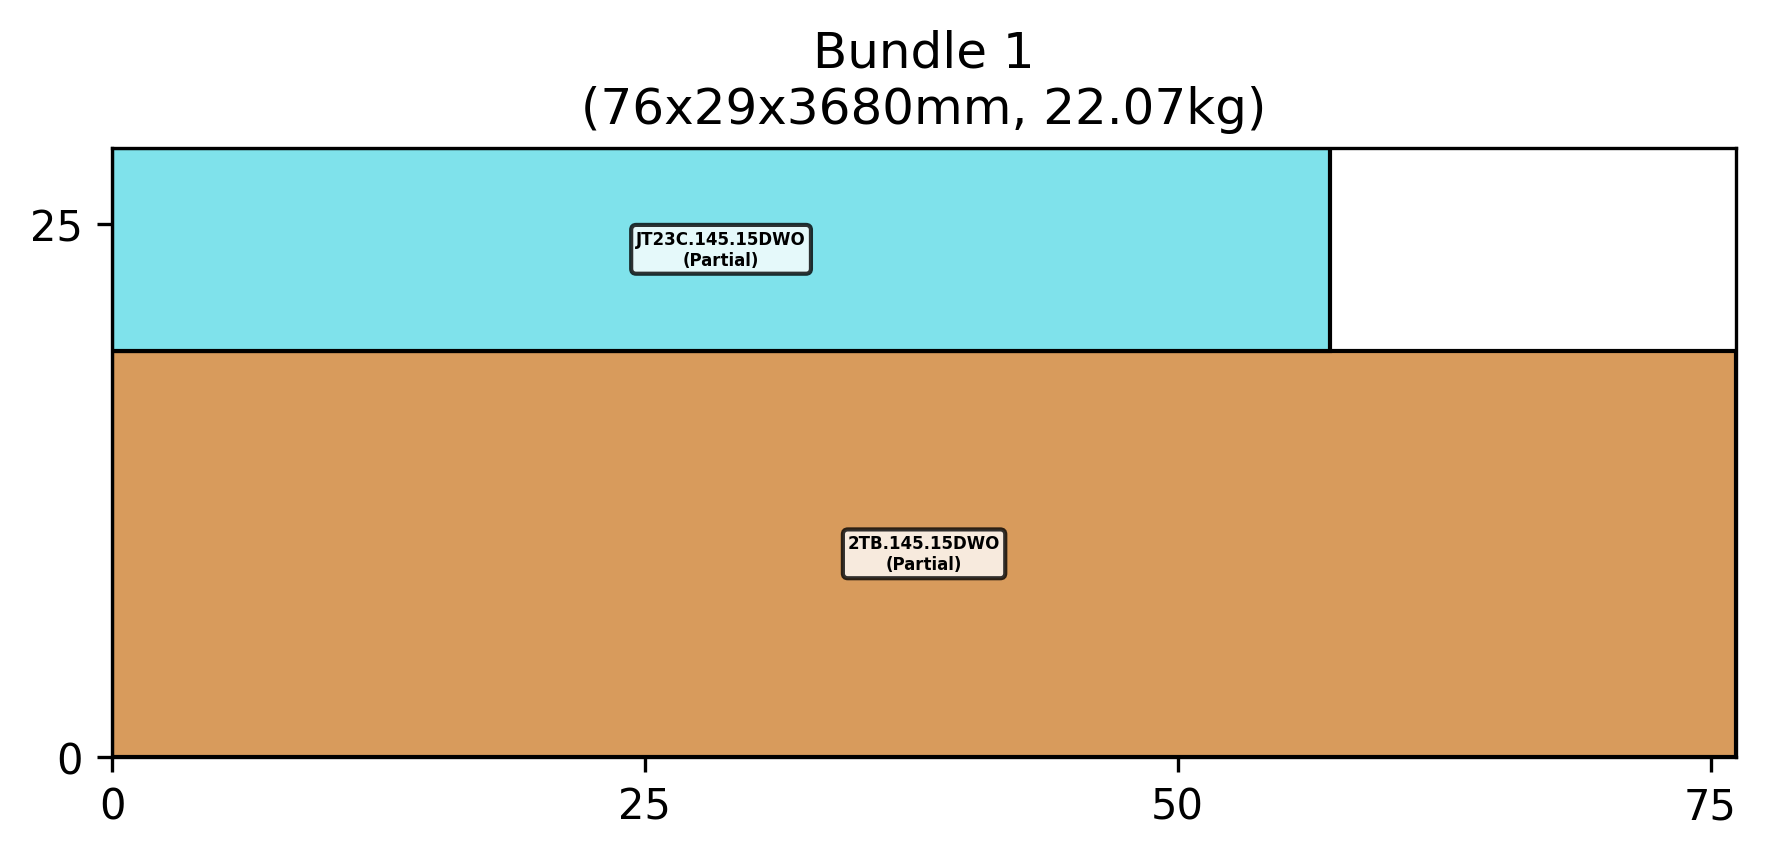 Bundle 1
(76x29x3680mm, 22.07kg)
25
JT23C.145.15DWO
(Partial)
2TB.145.15DWO
(Partial)
0
0 25 50 75